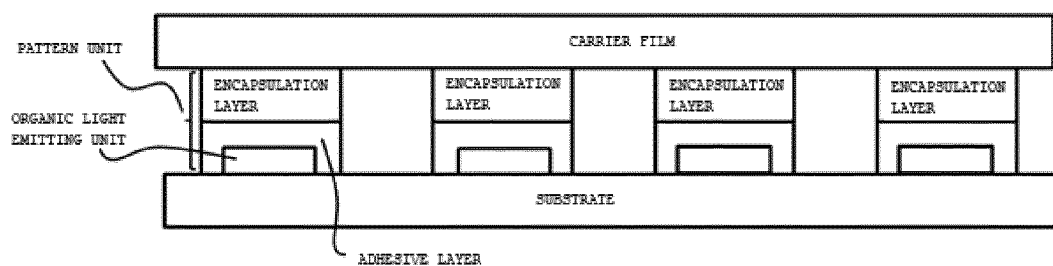 CARRIER FILM
PATTERN UNIT
ENCAPSULATION
LAYER
ENCAPSULATION
LAYER
ENCAPSULATION
LAYER
ENCAPSULATION
LAYER
ORGANIC LIGHT
EMITTING UNIT
SUBSTRATE
ADHESIVE LAYER